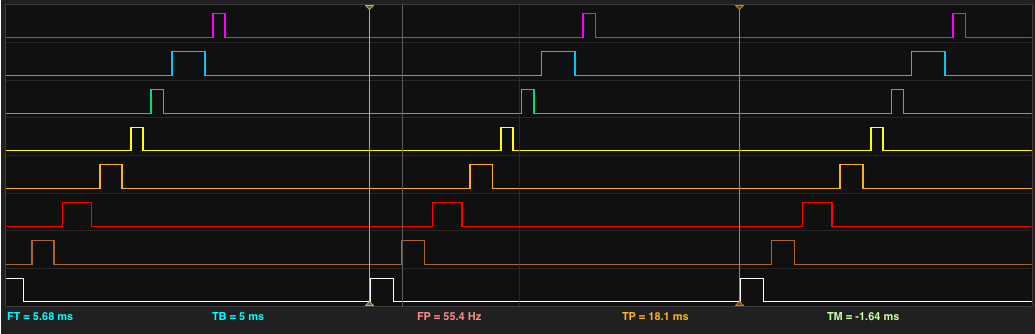 FT = 5.68 ms TB = 5 ms FP = 55.4 Hz TP = 18.1 ms TM = -1.64 ms